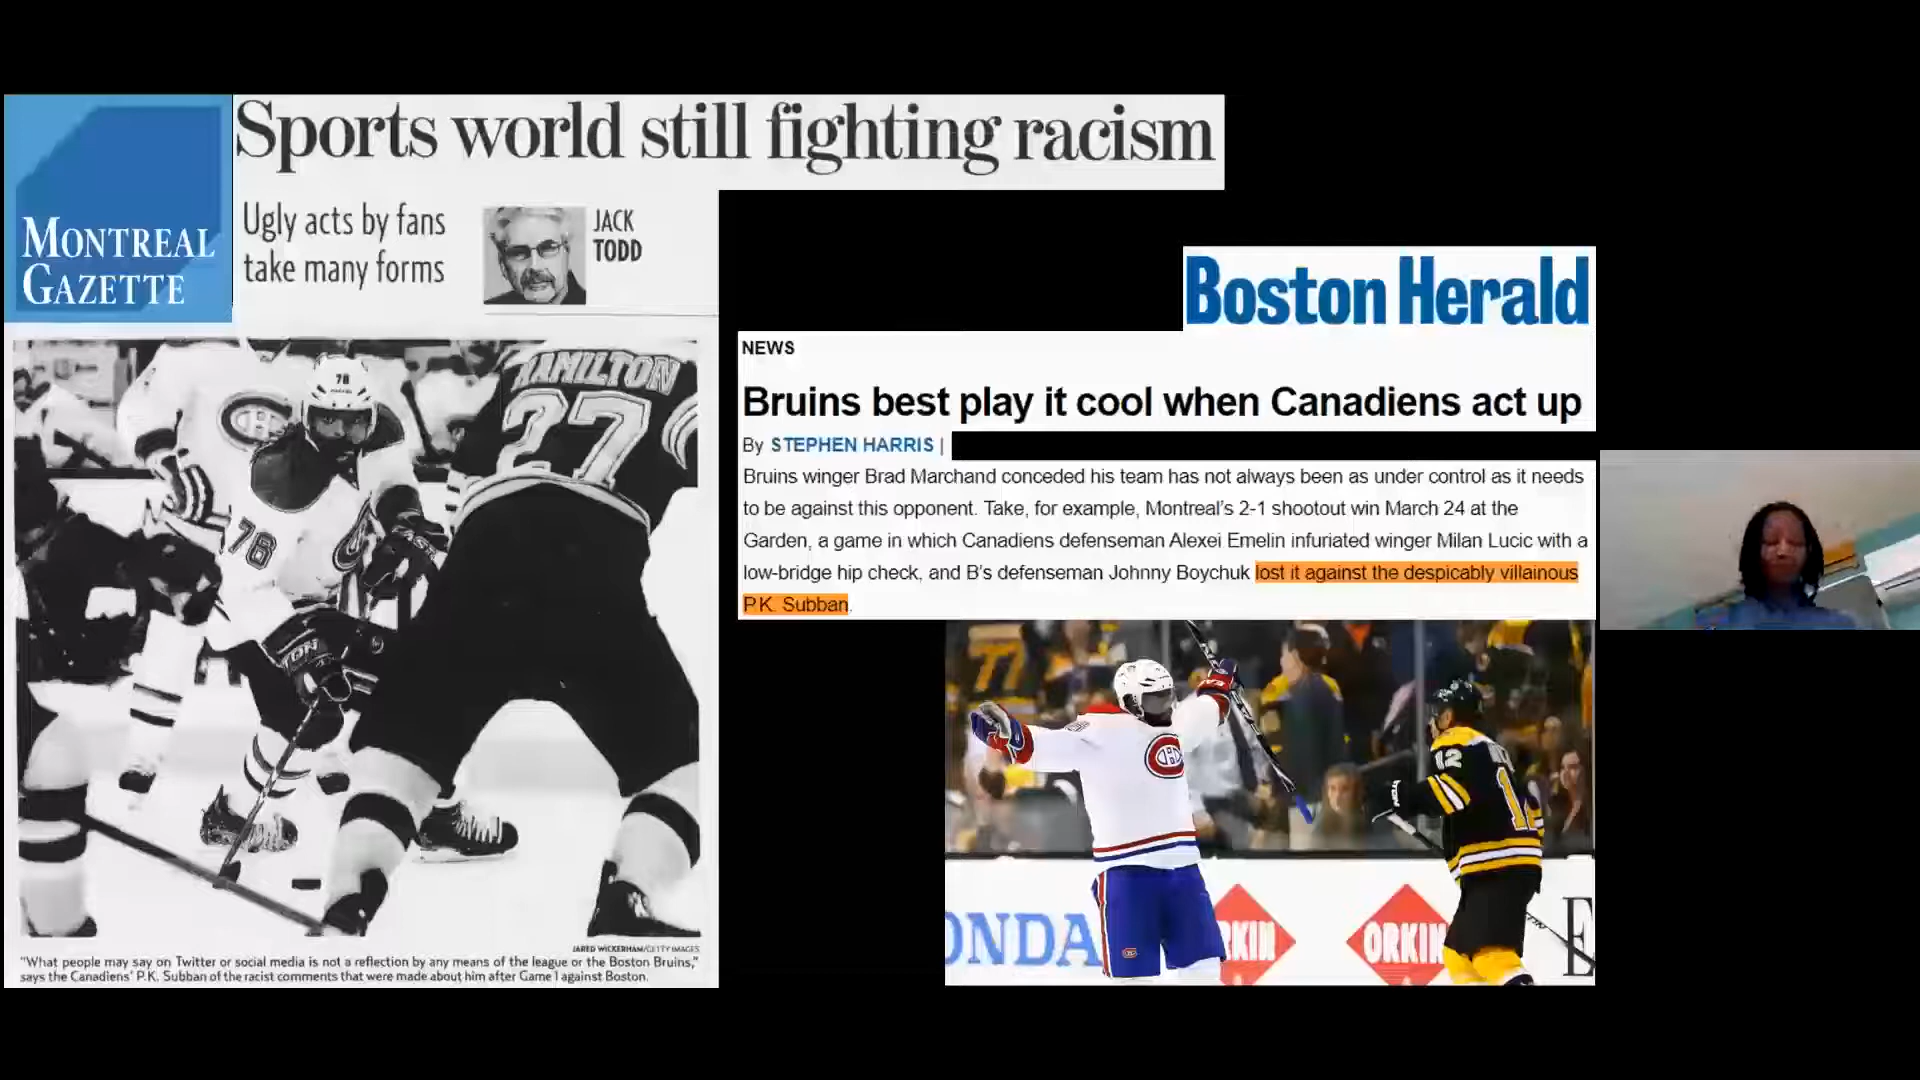 Sports world still fighting racism
MONTREAL
GAZETTE
Ugly acts by fans
take many forms
JACK
TODD
78
HAMILTON
27
78
JARED WICKERHAM/GETTY IMAGES
"What people may say on Twitter or social media is not a reflection by any means of the league or the Boston Bruins,"
says the Canadiens' P.K. Subban of the racist comments that were made about him after Game 1 against Boston.
Boston Herald
NEWS
Bruins best play it cool when Canadiens act up
By STEPHEN HARRIS |
Bruins winger Brad Marchand conceded his team has not always been as under control as it needs
to be against this opponent. Take, for example, Montreal's 2-1 shootout win March 24 at the
Garden, a game in which Canadiens defenseman Alexei Emelin infuriated winger Milan Lucic with a
low-bridge hip check, and B's defenseman Johnny Boychuk lost it against the despicably villainous
P.K. Subban.
77
12
ONDA
RKIN
ORKIN
E